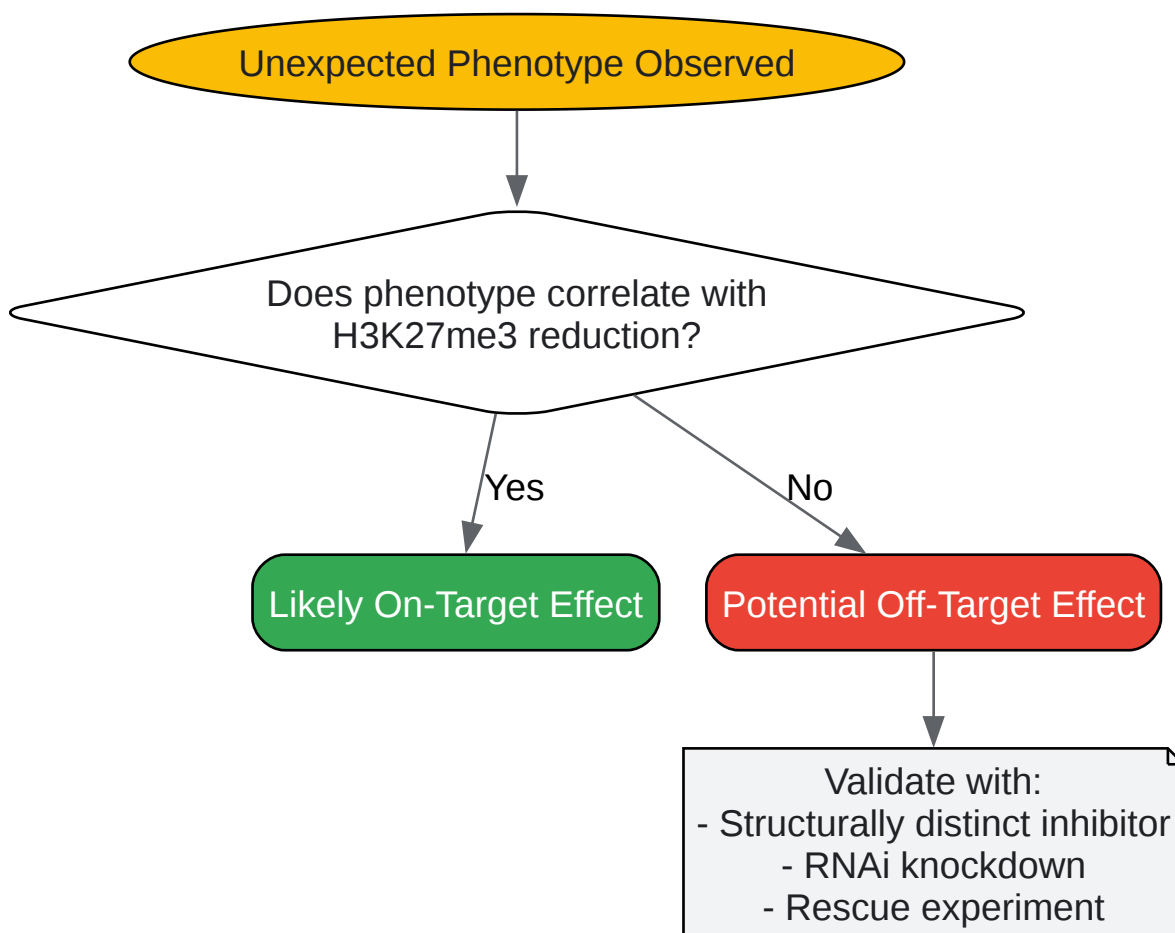 Unexpected Phenotype Observed
Does phenotype correlate with
H3K27me3 reduction?
Yes
No
Likely On-Target Effect
Potential Off-Target Effect
Validate with:
- Structurally distinct inhibitor
- RNAi knockdown
- Rescue experiment